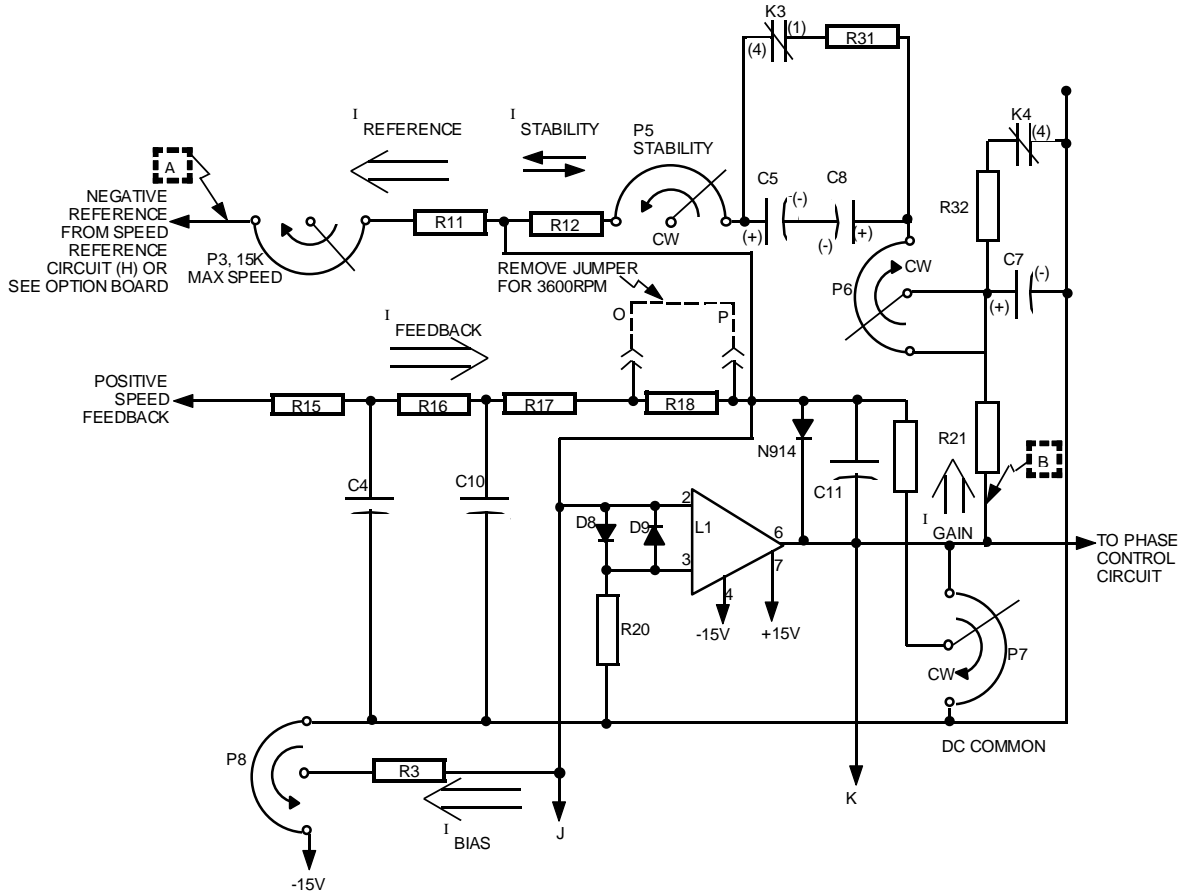 K3
(1)
(4)
R31
I REFERENCE
I STABILITY
P5
STABILITY
K4
(4)
A
C5
(-)
C8
R32
NEGATIVE
REFERENCE
FROM SPEED
REFERENCE
CIRCUIT (H) OR
SEE OPTION BOARD
R11
R12
CW
(+)
(-)
(+)
P3, 15K
MAX SPEED
REMOVE JUMPER
FOR 3600RPM
CW
P6
C7
(-)
(+)
O
P
I FEEDBACK
POSITIVE
SPEED
FEEDBACK
R15
R16
R17
R18
N914
R21
B
C4
C10
C11
I GAIN
2
D8
D9
L1
6
3
7
4
TO PHASE
CONTROL
CIRCUIT
R20
-15V
+15V
P7
CW
DC COMMON
P8
R3
K
J
I BIAS
-15V